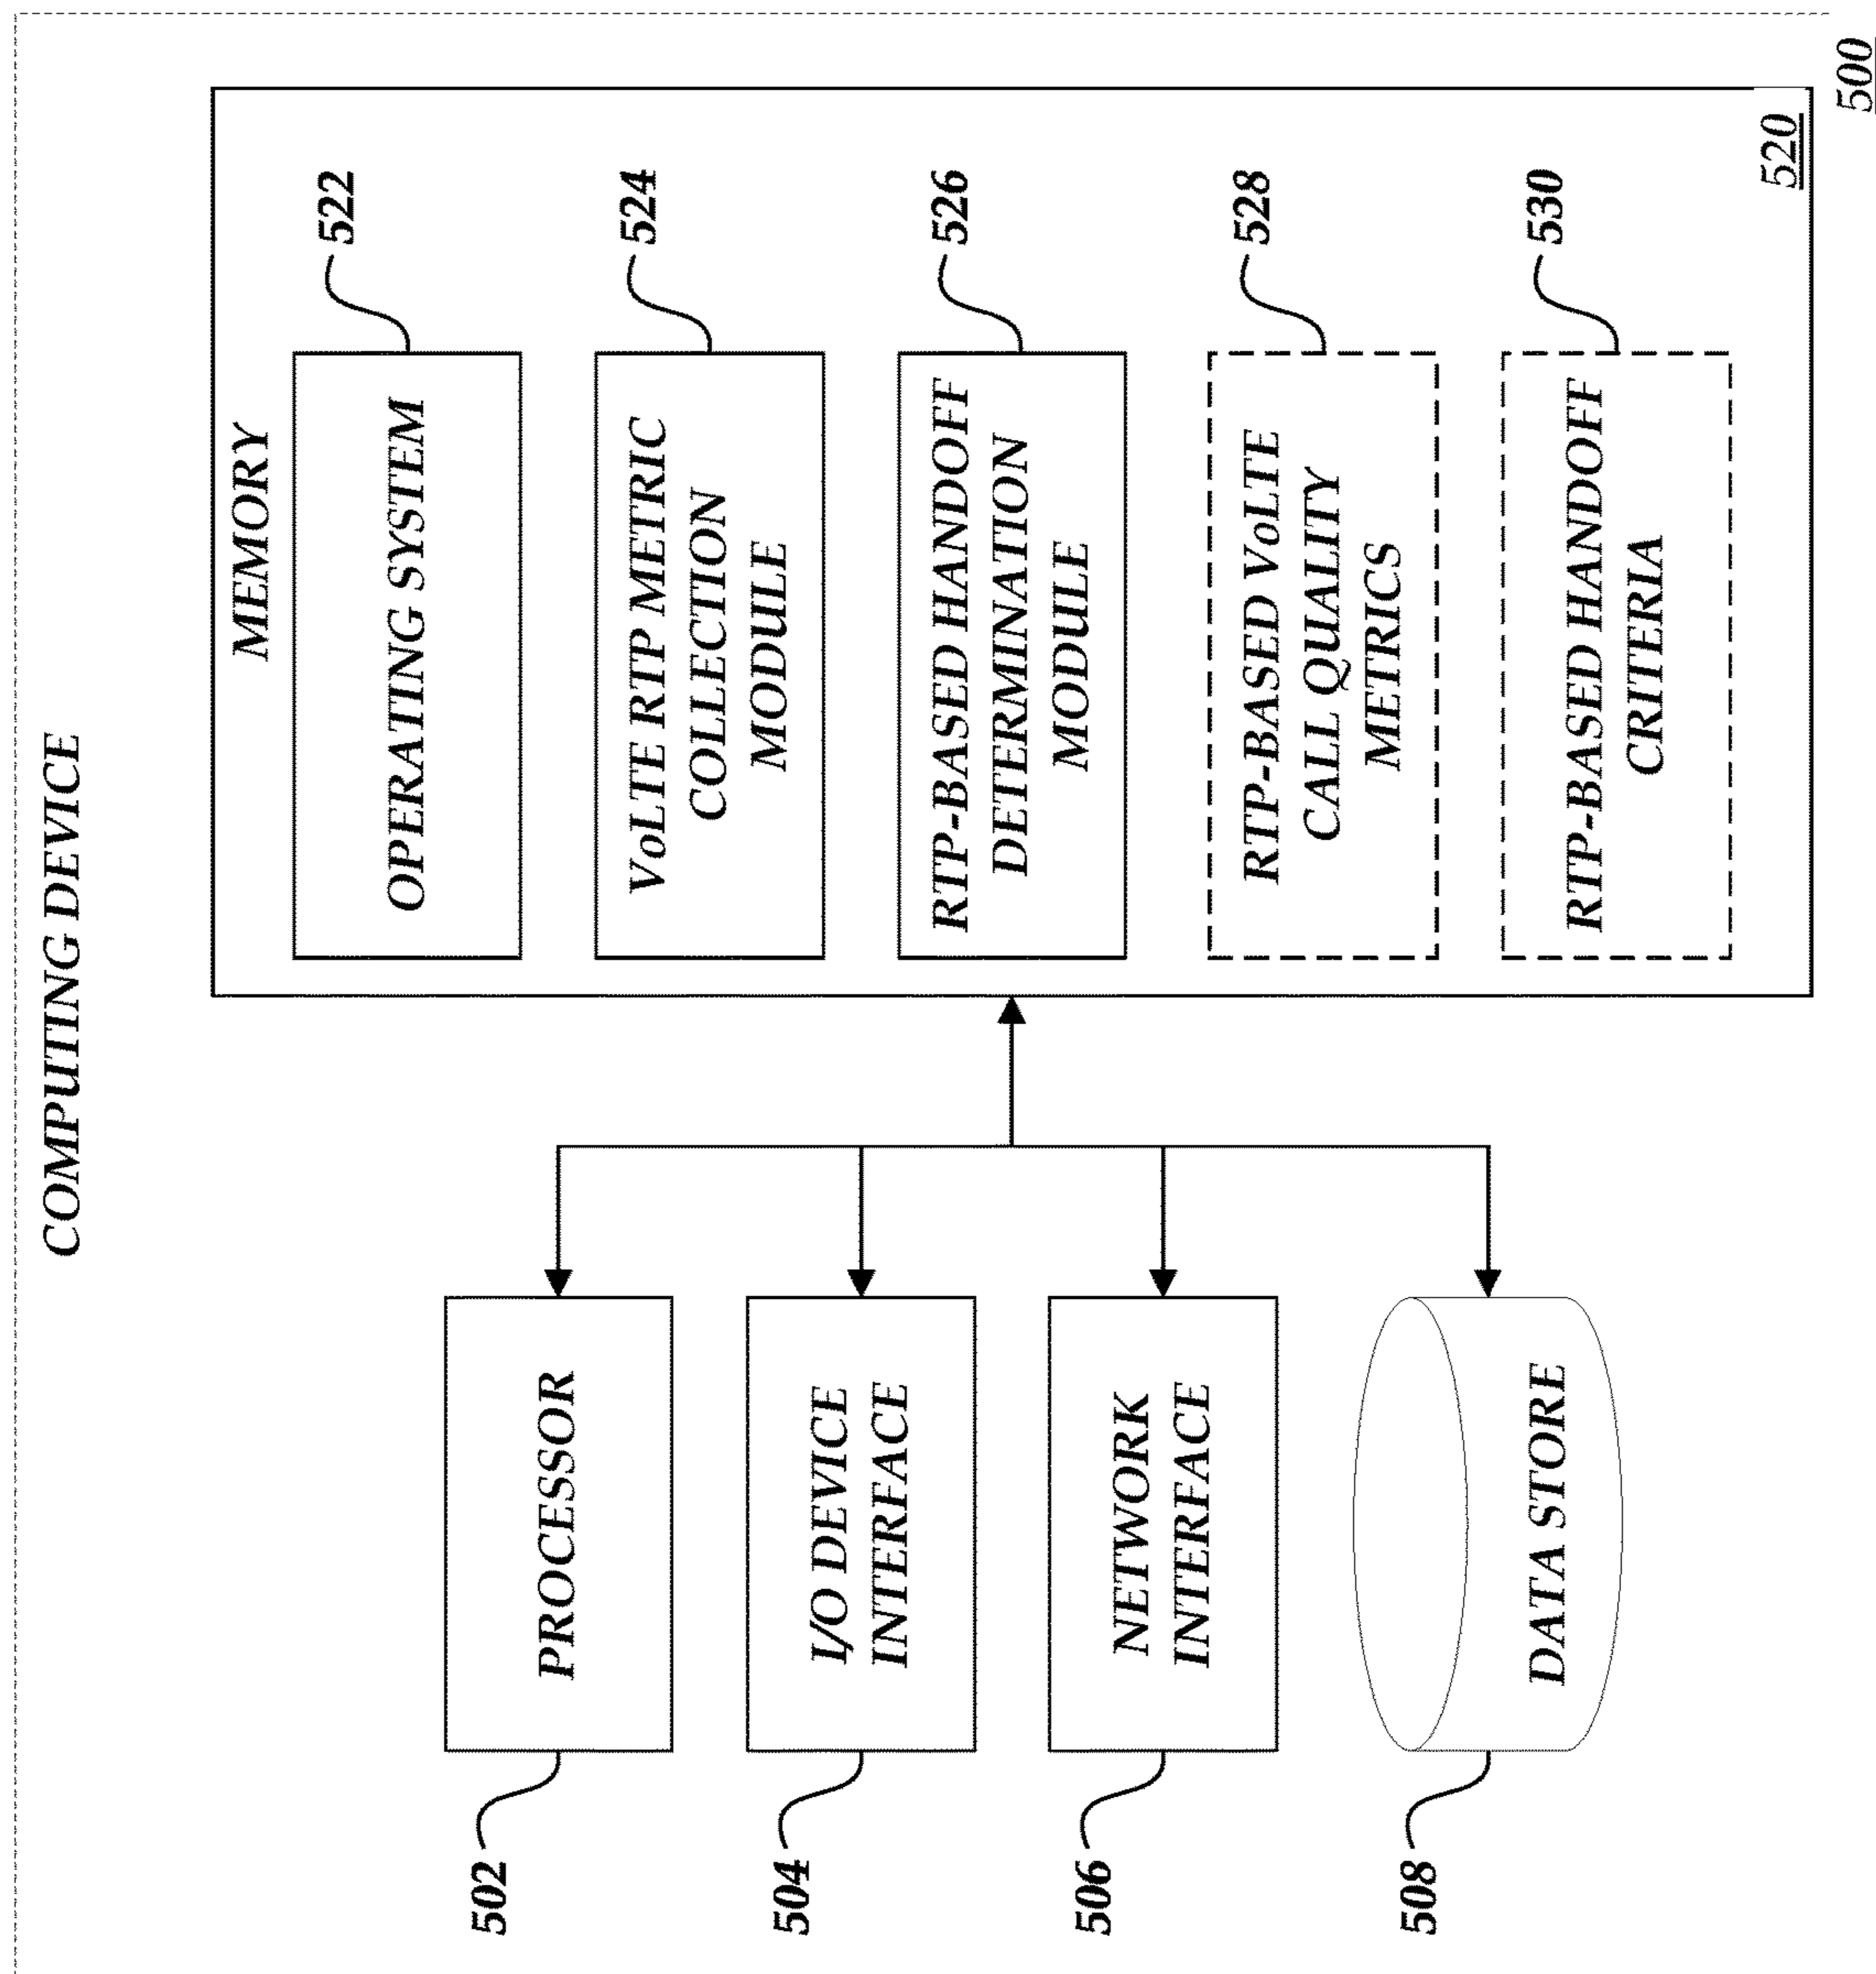 COMPUTING DEVICE
502
PROCESSOR
504
I/O DEVICE
INTERFACE
506
NETWORK
INTERFACE
508
DATA STORE
MEMORY
OPERATING SYSTEM
522
VoLTE RTP METRIC
COLLECTION
MODULE
524
RTP-BASED HANDOFF
DETERMINATION
MODULE
526
RTP-BASED VoLTE
CALL QUALITY
METRICS
528
RTP-BASED HANDOFF
CRITERIA
530
520
500